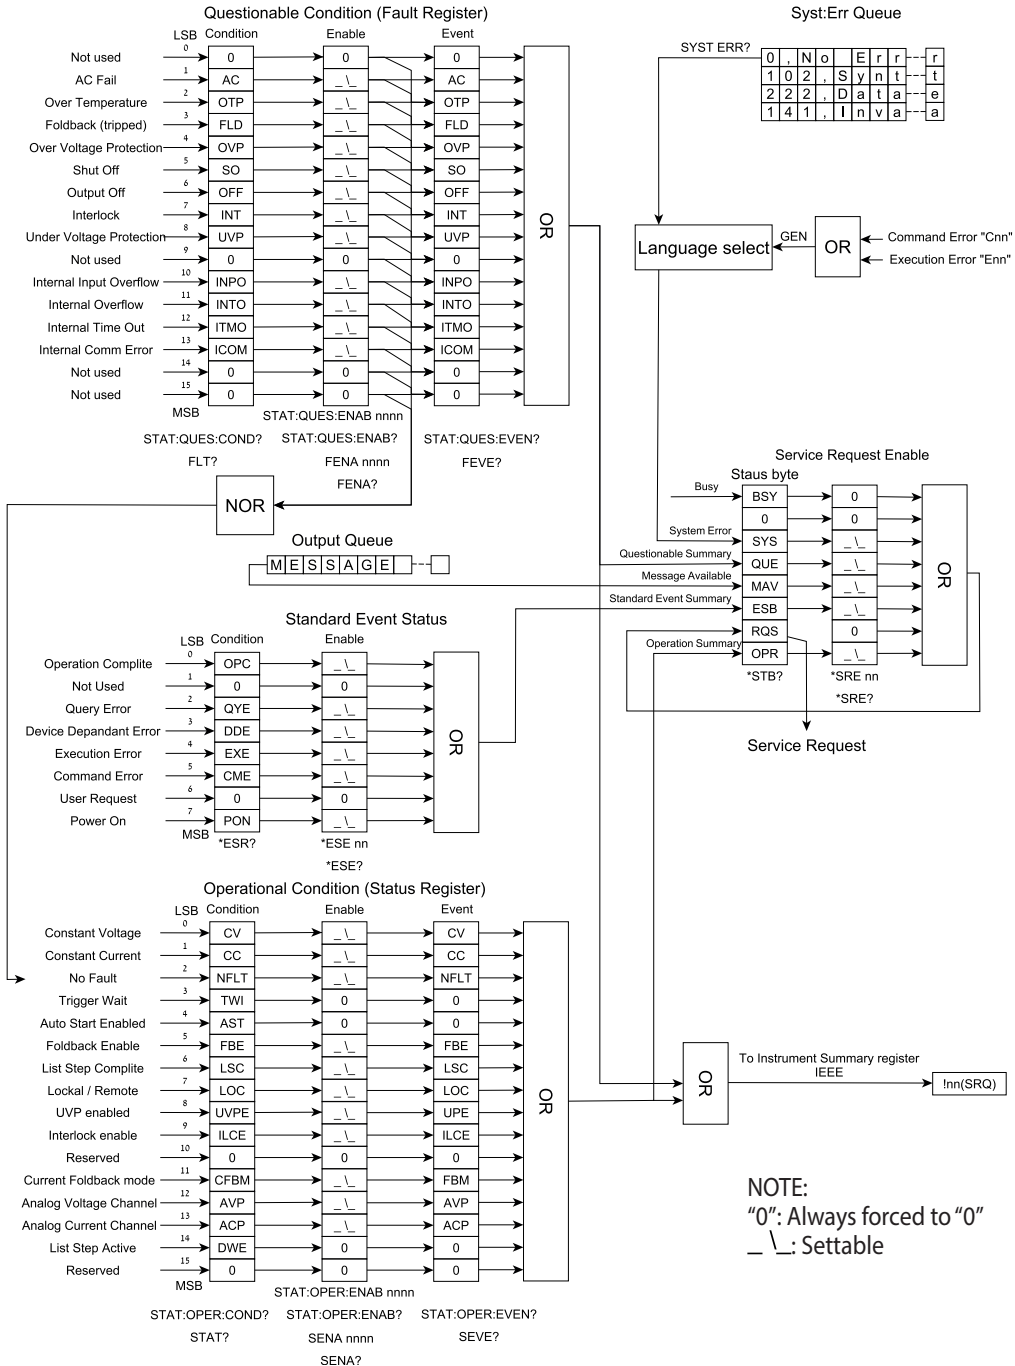 Questionable Condition (Fault Register)
LSB Condition Enable Event
Not used 0 0 0 0
AC Fail 1 AC _\_ AC
Over Temperature 2 OTP _\_ OTP
Foldback (tripped) 3 FLD _\_ FLD
Over Voltage Protection 4 OVP _\_ OVP
Shut Off 5 SO _\_ SO
Output Off 6 OFF _\_ OFF
Interlock 7 INT _\_ INT
Under Voltage Protection 8 UVP _\_ UVP
Not used 9 0 0 0
Internal Input Overflow 10 INPO _\_ INPO
Internal Overflow 11 INTO _\_ INTO
Internal Time Out 12 ITMO _\_ ITMO
Internal Comm Error 13 ICOM _\_ ICOM
Not used 14 0 0 0
Not used 15 0 0 0
MSB
OR
STAT:QUES:ENAB nnnn
STAT:QUES:COND? STAT:QUES:ENAB? STAT:QUES:EVEN?
FLT? FENA nnnn FEVE?
FENA?
NOR
Syst:Err Queue
SYST ERR?
0,No Err---r
102,Synt---t
222,Data---e
141,Inva---a
Language select
GEN
OR
Command Error "Cnn"
Execution Error "Enn"
Output Queue
MESSAGE
Service Request Enable
Staus byte
Busy BSY 0
0 0
System Error SYS _\_
Questionable Summary QUE _\_
Message Available MAV _\_
Standard Event Summary ESB _\_
RQS 0
Operation Summary OPR _\_
OR
*STB? *SRE nn
*SRE?
Service Request
Standard Event Status
LSB Condition Enable
Operation Complite 0 OPC _\_
Not Used 1 0 0
Query Error 2 QYE _\_
Device Depandant Error 3 DDE _\_
Execution Error 4 EXE _\_
Command Error 5 CME _\_
User Request 6 0 0
Power On 7 PON _\_
MSB
OR
*ESR? *ESE nn
*ESE?
Operational Condition (Status Register)
LSB Condition Enable Event
Constant Voltage 0 CV _\_ CV
Constant Current 1 CC _\_ CC
No Fault 2 NFLT _\_ NFLT
Trigger Wait 3 TWI 0 0
Auto Start Enabled 4 AST 0 0
Foldback Enable 5 FBE _\_ FBE
List Step Complite 6 LSC _\_ LSC
Lockal / Remote 7 LOC _\_ LOC
UVP enabled 8 UVPE _\_ UPE
Interlock enable 9 ILCE _\_ ILCE
Reserved 10 0 0 0
Current Foldback mode 11 CFBM _\_ FBM
Analog Voltage Channel 12 AVP _\_ AVP
Analog Current Channel 13 ACP _\_ ACP
List Step Active 14 DWE 0 0
Reserved 15 0 0 0
MSB
OR
STAT:OPER:ENAB nnnn
STAT:OPER:COND? STAT:OPER:ENAB? STAT:OPER:EVEN?
STAT? SENA nnnn SEVE?
SENA?
OR
To Instrument Summary register
IEEE
!nn(SRQ)
NOTE:
“0”: Always forced to “0”
_\_: Settable